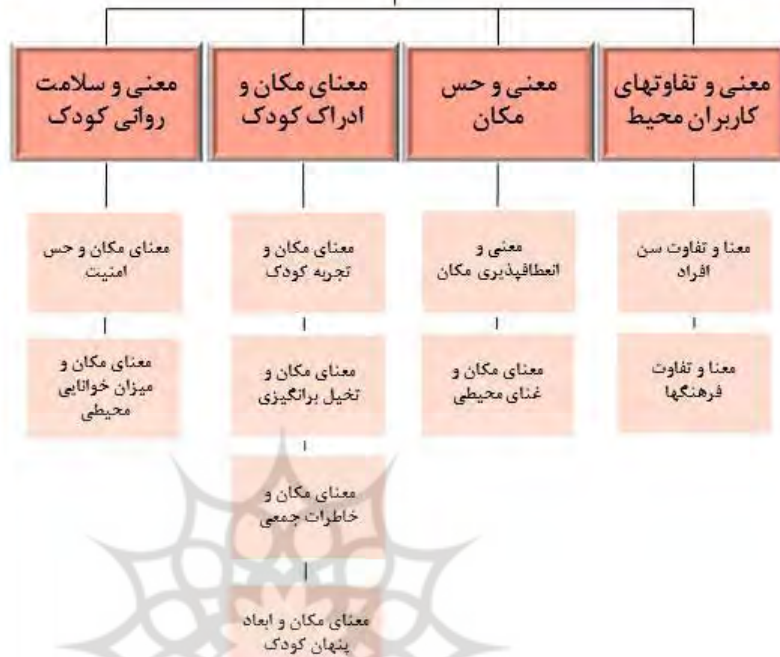 معنی و تفاوتهای
کاربران محیط
معنی و حس
مکان
معنای مکان و
ادراک کودک
معنی و سلامت
روانی کودک
معنا و تفاوت سن
افراد
معنا و تفاوت
فرهنگها
معنی و
انعطافپذیری مکان
معنای مکان و
غنای محیطی
معنای مکان و
تجربه کودک
معنای مکان و
تخیل برانگیزی
معنای مکان و
خاطرات جمعی
معنای مکان و ابعاد
پنهان کودک
معنای مکان و حس
امنیت
معنای مکان و
میزان خوانایی
محیطی